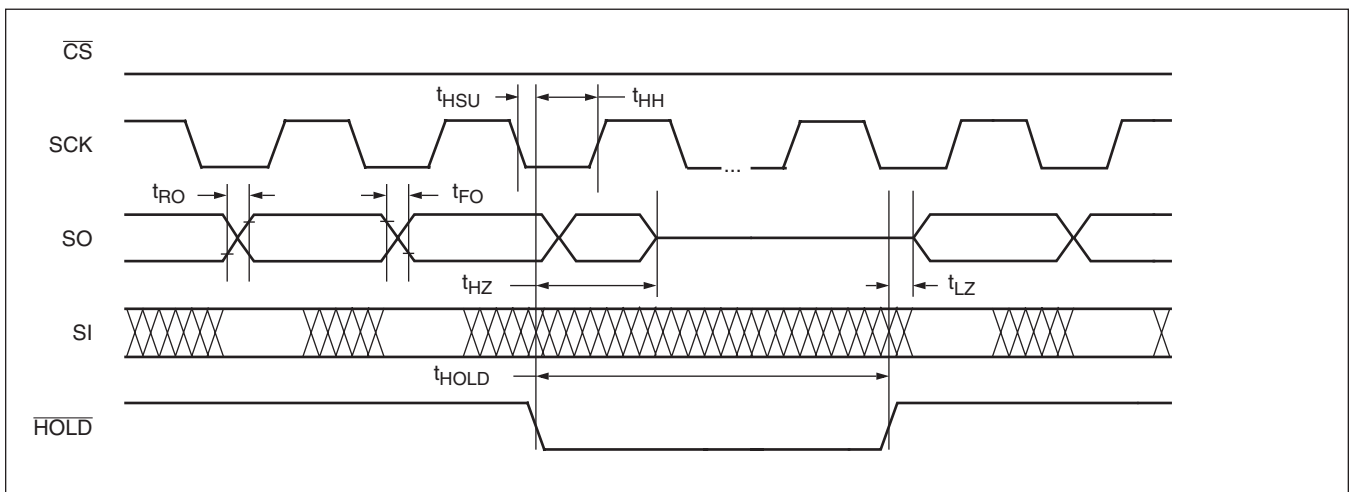 CS
tHSU
tHH
SCK
...
tRO
tFO
SO
tHZ
tLZ
SI
tHOLD
HOLD